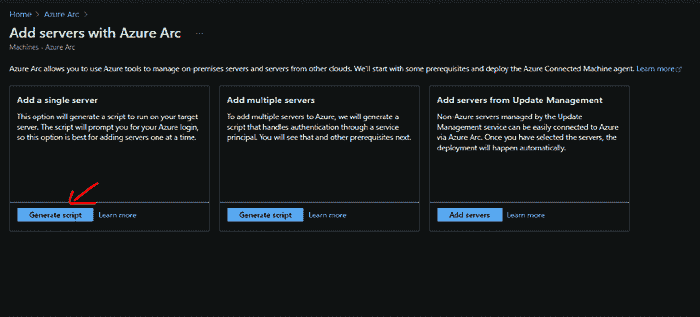 Home > Azure Arc >
Add servers with Azure Arc ...
Machines - Azure Arc
Azure Arc allows you to use Azure tools to manage on-premises servers and servers from other clouds. We'll start with some prerequisites and deploy the Azure Connected Machine agent. Learn more
Add a single server
This option will generate a script to run on your target
server. The script will prompt you for your Azure login,
so this option is best for adding servers one at a time.
Generate script Learn more
Add multiple servers
To add multiple servers to Azure, we will generate a
script that handles authentication through a service
principal. You will see that and other prerequisites next.
Generate script Learn more
Add servers from Update Management
Non-Azure servers managed by the Update
Management service can be easily connected to Azure
via Azure Arc. Once you have selected the servers, the
deployment will happen automatically.
Add servers Learn more